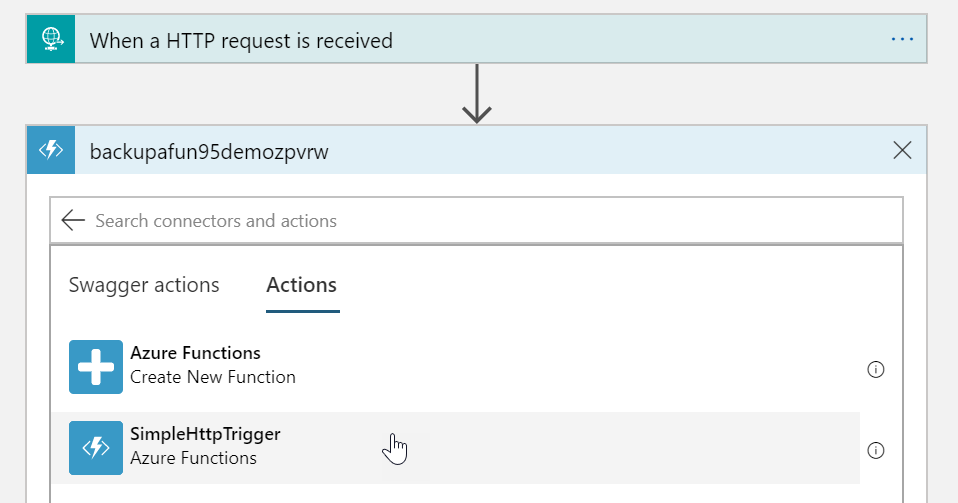 When a HTTP request is received
backupafun95demozpvrw
Search connectors and actions
Swagger actions Actions
Azure Functions
Create New Function
SimpleHttpTrigger
Azure Functions